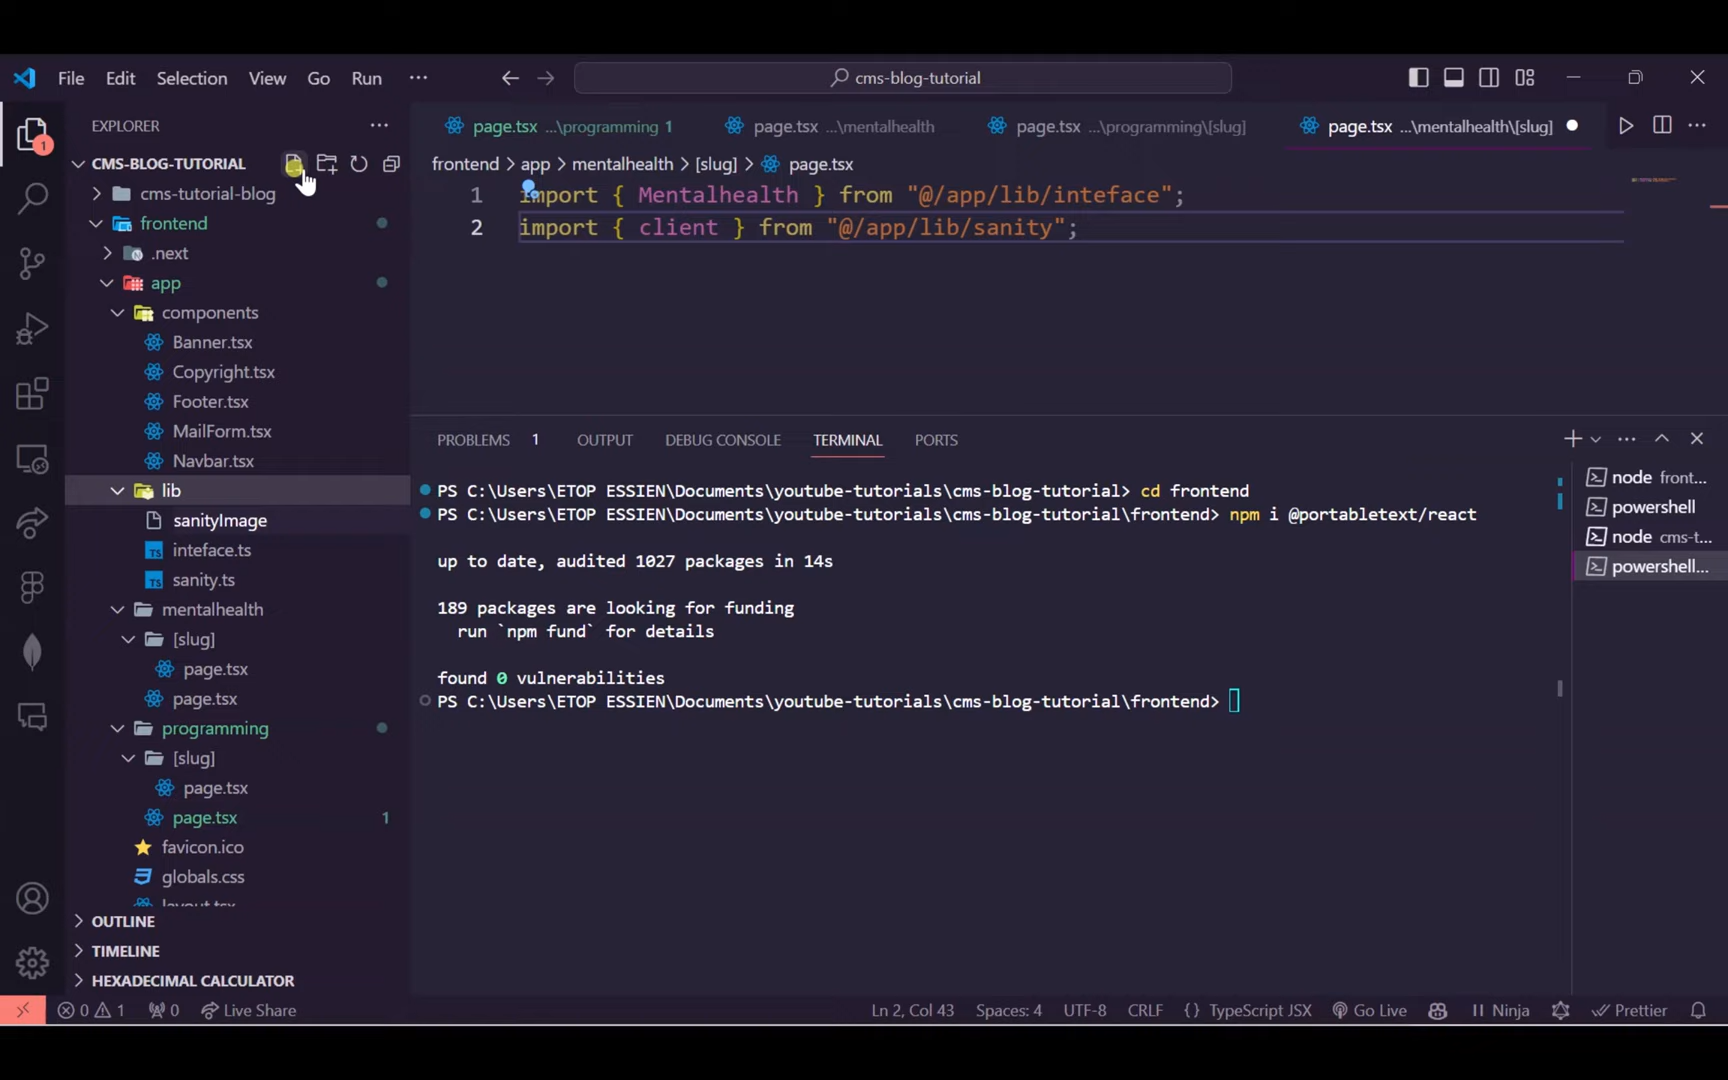 File Edit Selection View Go Run ··· cms-blog-tutorial
EXPLORER
page.tsx ...\programming 1
page.tsx ...\mentalhealth
page.tsx ...\programming\[slug]
page.tsx ...\mentalhealth\[slug]
CMS-BLOG-TUTORIAL
cms-tutorial-blog
frontend
.next
app
components
Banner.tsx
Copyright.tsx
Footer.tsx
MailForm.tsx
Navbar.tsx
lib
sanityImage
inteface.ts
sanity.ts
mentalhealth
[slug]
page.tsx
page.tsx
programming
[slug]
page.tsx
page.tsx 1
favicon.ico
globals.css
layout.tsx
OUTLINE
TIMELINE
HEXADECIMAL CALCULATOR
1
frontend > app > mentalhealth > [slug] > page.tsx
1 import { Mentalhealth } from "@/app/lib/inteface";
2 import { client } from "@/app/lib/sanity";
PROBLEMS 1 OUTPUT DEBUG CONSOLE TERMINAL PORTS
PS C:\Users\ETOP ESSIEN\Documents\youtube-tutorials\cms-blog-tutorial> cd frontend
PS C:\Users\ETOP ESSIEN\Documents\youtube-tutorials\cms-blog-tutorial\frontend> npm i @portabletext/react
up to date, audited 1027 packages in 14s
189 packages are looking for funding
run `npm fund` for details
found 0 vulnerabilities
PS C:\Users\ETOP ESSIEN\Documents\youtube-tutorials\cms-blog-tutorial\frontend>
node front...
powershell
node cms-t...
powershell...
0 1 0 Live Share Ln 2, Col 43 Spaces: 4 UTF-8 CRLF {} TypeScript JSX Go Live Ninja Prettier